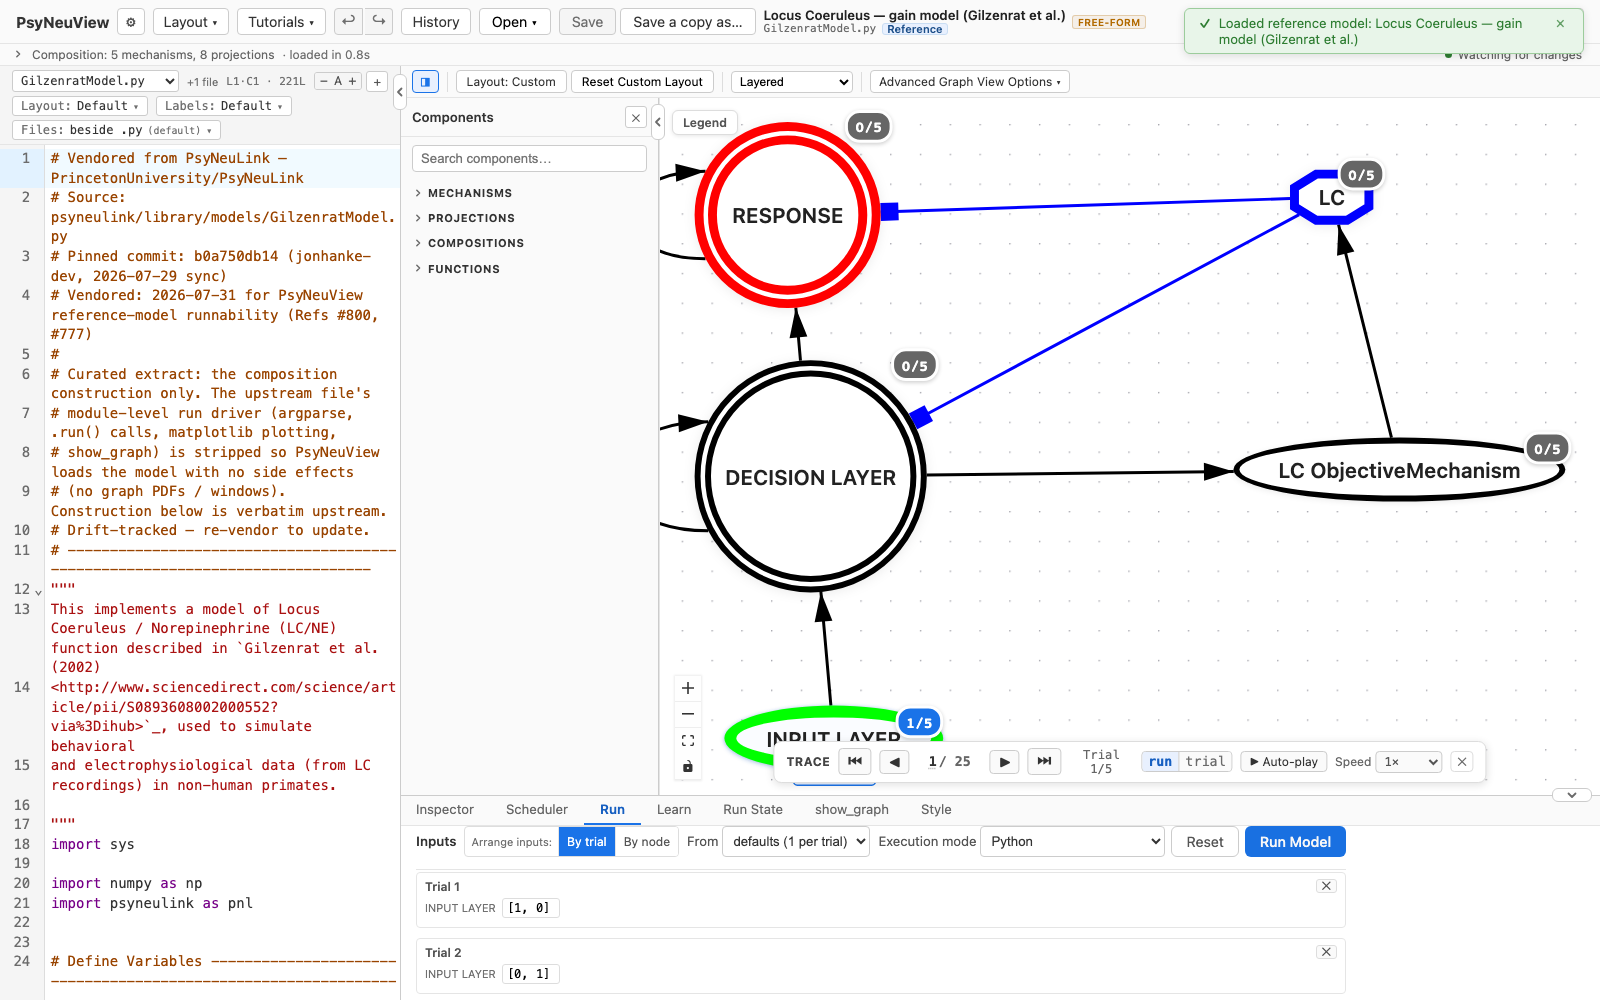 PsyNeuView
⚙
Layout ▾
Tutorials ▾
↩
↪
History
Open ▾
Save
Save a copy as...
Locus Coeruleus — gain model (Gilzenrat et al.)
GilzenratModel.py
Reference
FREE-FORM
✓ Loaded reference model: Locus Coeruleus — gain
model (Gilzenrat et al.)
×
Composition: 5 mechanisms, 8 projections · loaded in 0.8s
Watching for changes
GilzenratModel.py
+1 file
L1:C1 · 221L
− A +
+
Layout: Default ▾
Labels: Default ▾
Files: beside .py (default) ▾
Layout: Custom
Reset Custom Layout
Layered
Advanced Graph View Options ▾
1 # Vendored from PsyNeuLink —
PrincetonUniversity/PsyNeuLink
2 # Source:
psyneulink/library/models/GilzenratModel.
py
3 # Pinned commit: b0a750db14 (jonhanke-
dev, 2026-07-29 sync)
4 # Vendored: 2026-07-31 for PsyNeuView
reference-model runnability (Refs #800,
#777)
5 #
6 # Curated extract: the composition
construction only. The upstream file's
7 # module-level run driver (argparse,
.run() calls, matplotlib plotting,
8 # show_graph) is stripped so PsyNeuView
loads the model with no side effects
9 # (no graph PDFs / windows).
Construction below is verbatim upstream.
10 # Drift-tracked — re-vendor to update.
11 # ---------------------------------------
--------------------------------------
12 """
13 This implements a model of Locus
Coeruleus / Norepinephrine (LC/NE)
function described in `Gilzenrat et al.
(2002)
14 <http://www.sciencedirect.com/science/art
icle/pii/S0893608002000552?
via%3Dihub>`_, used to simulate
behavioral
15 and electrophysiological data (from LC
recordings) in non-human primates.
16
17 """
18 import sys
19
20 import numpy as np
21 import psyneulink as pnl
22
23
24 # Define Variables ----------------------
-----------------------------------------
Components
×
Search components...
MECHANISMS
PROJECTIONS
COMPOSITIONS
FUNCTIONS
Legend
0/5
RESPONSE
0/5
LC
0/5
DECISION LAYER
0/5
LC ObjectiveMechanism
1/5
INPUT LAYER
TRACE
1 / 25
Trial
1/5
run
trial
▶ Auto-play
Speed
1×
×
Inspector
Scheduler
Run
Learn
Run State
show_graph
Style
Inputs
Arrange inputs:
By trial
By node
From
defaults (1 per trial)
Execution mode
Python
Reset
Run Model
Trial 1
×
INPUT LAYER [1, 0]
Trial 2
×
INPUT LAYER [0, 1]